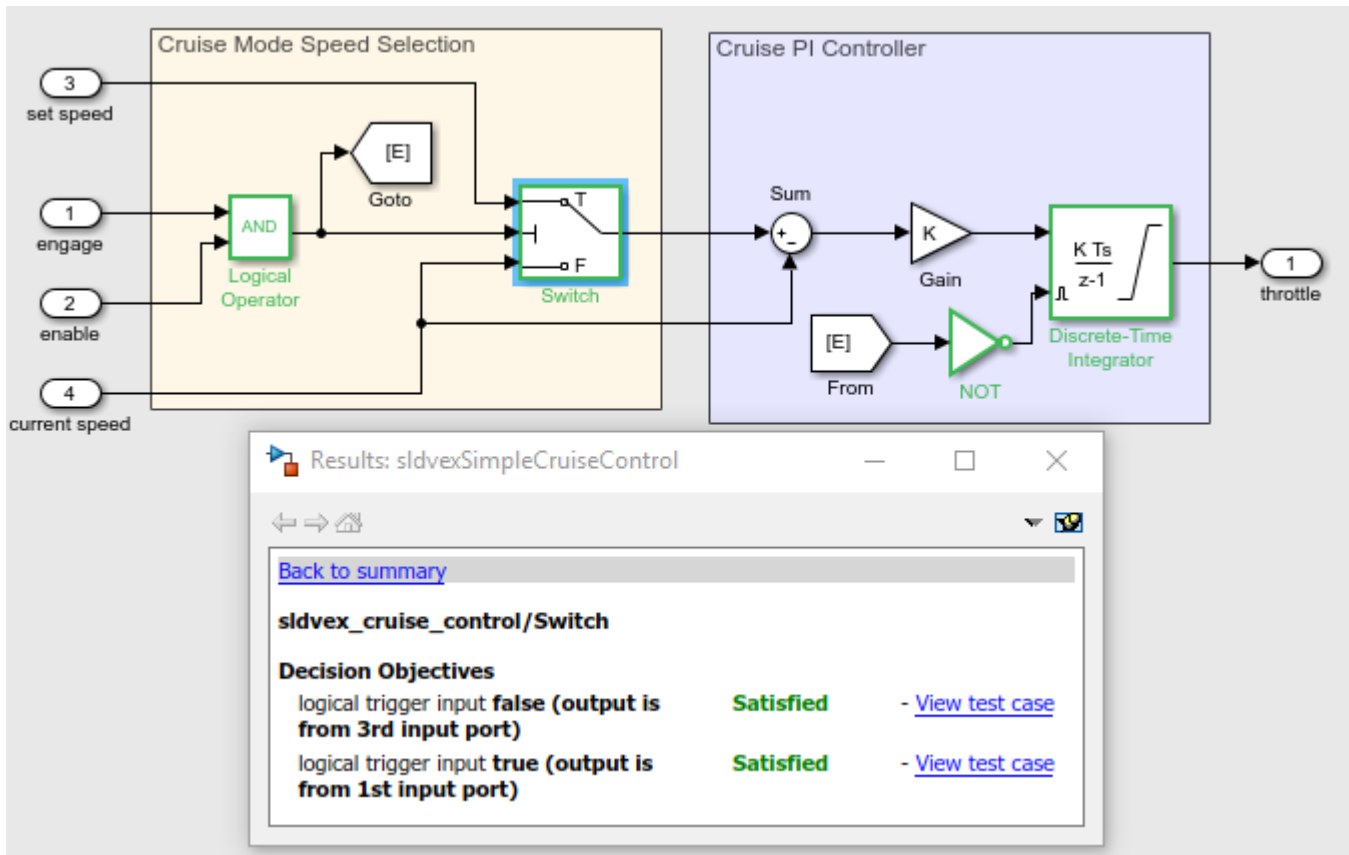 Cruise Mode Speed Selection
3
set speed
[E]
Goto
1
engage
AND
Logical
Operator
2
enable
T
F
Switch
4
current speed
Cruise PI Controller
Sum
+
-
K
Gain
[E]
From
NOT
K Ts
z-1
Discrete-Time
Integrator
1
throttle
Results: sldvexSimpleCruiseControl
Back to summary
sldvex_cruise_control/Switch
Decision Objectives
logical trigger input false (output is Satisfied - View test case
from 3rd input port)
logical trigger input true (output is Satisfied - View test case
from 1st input port)